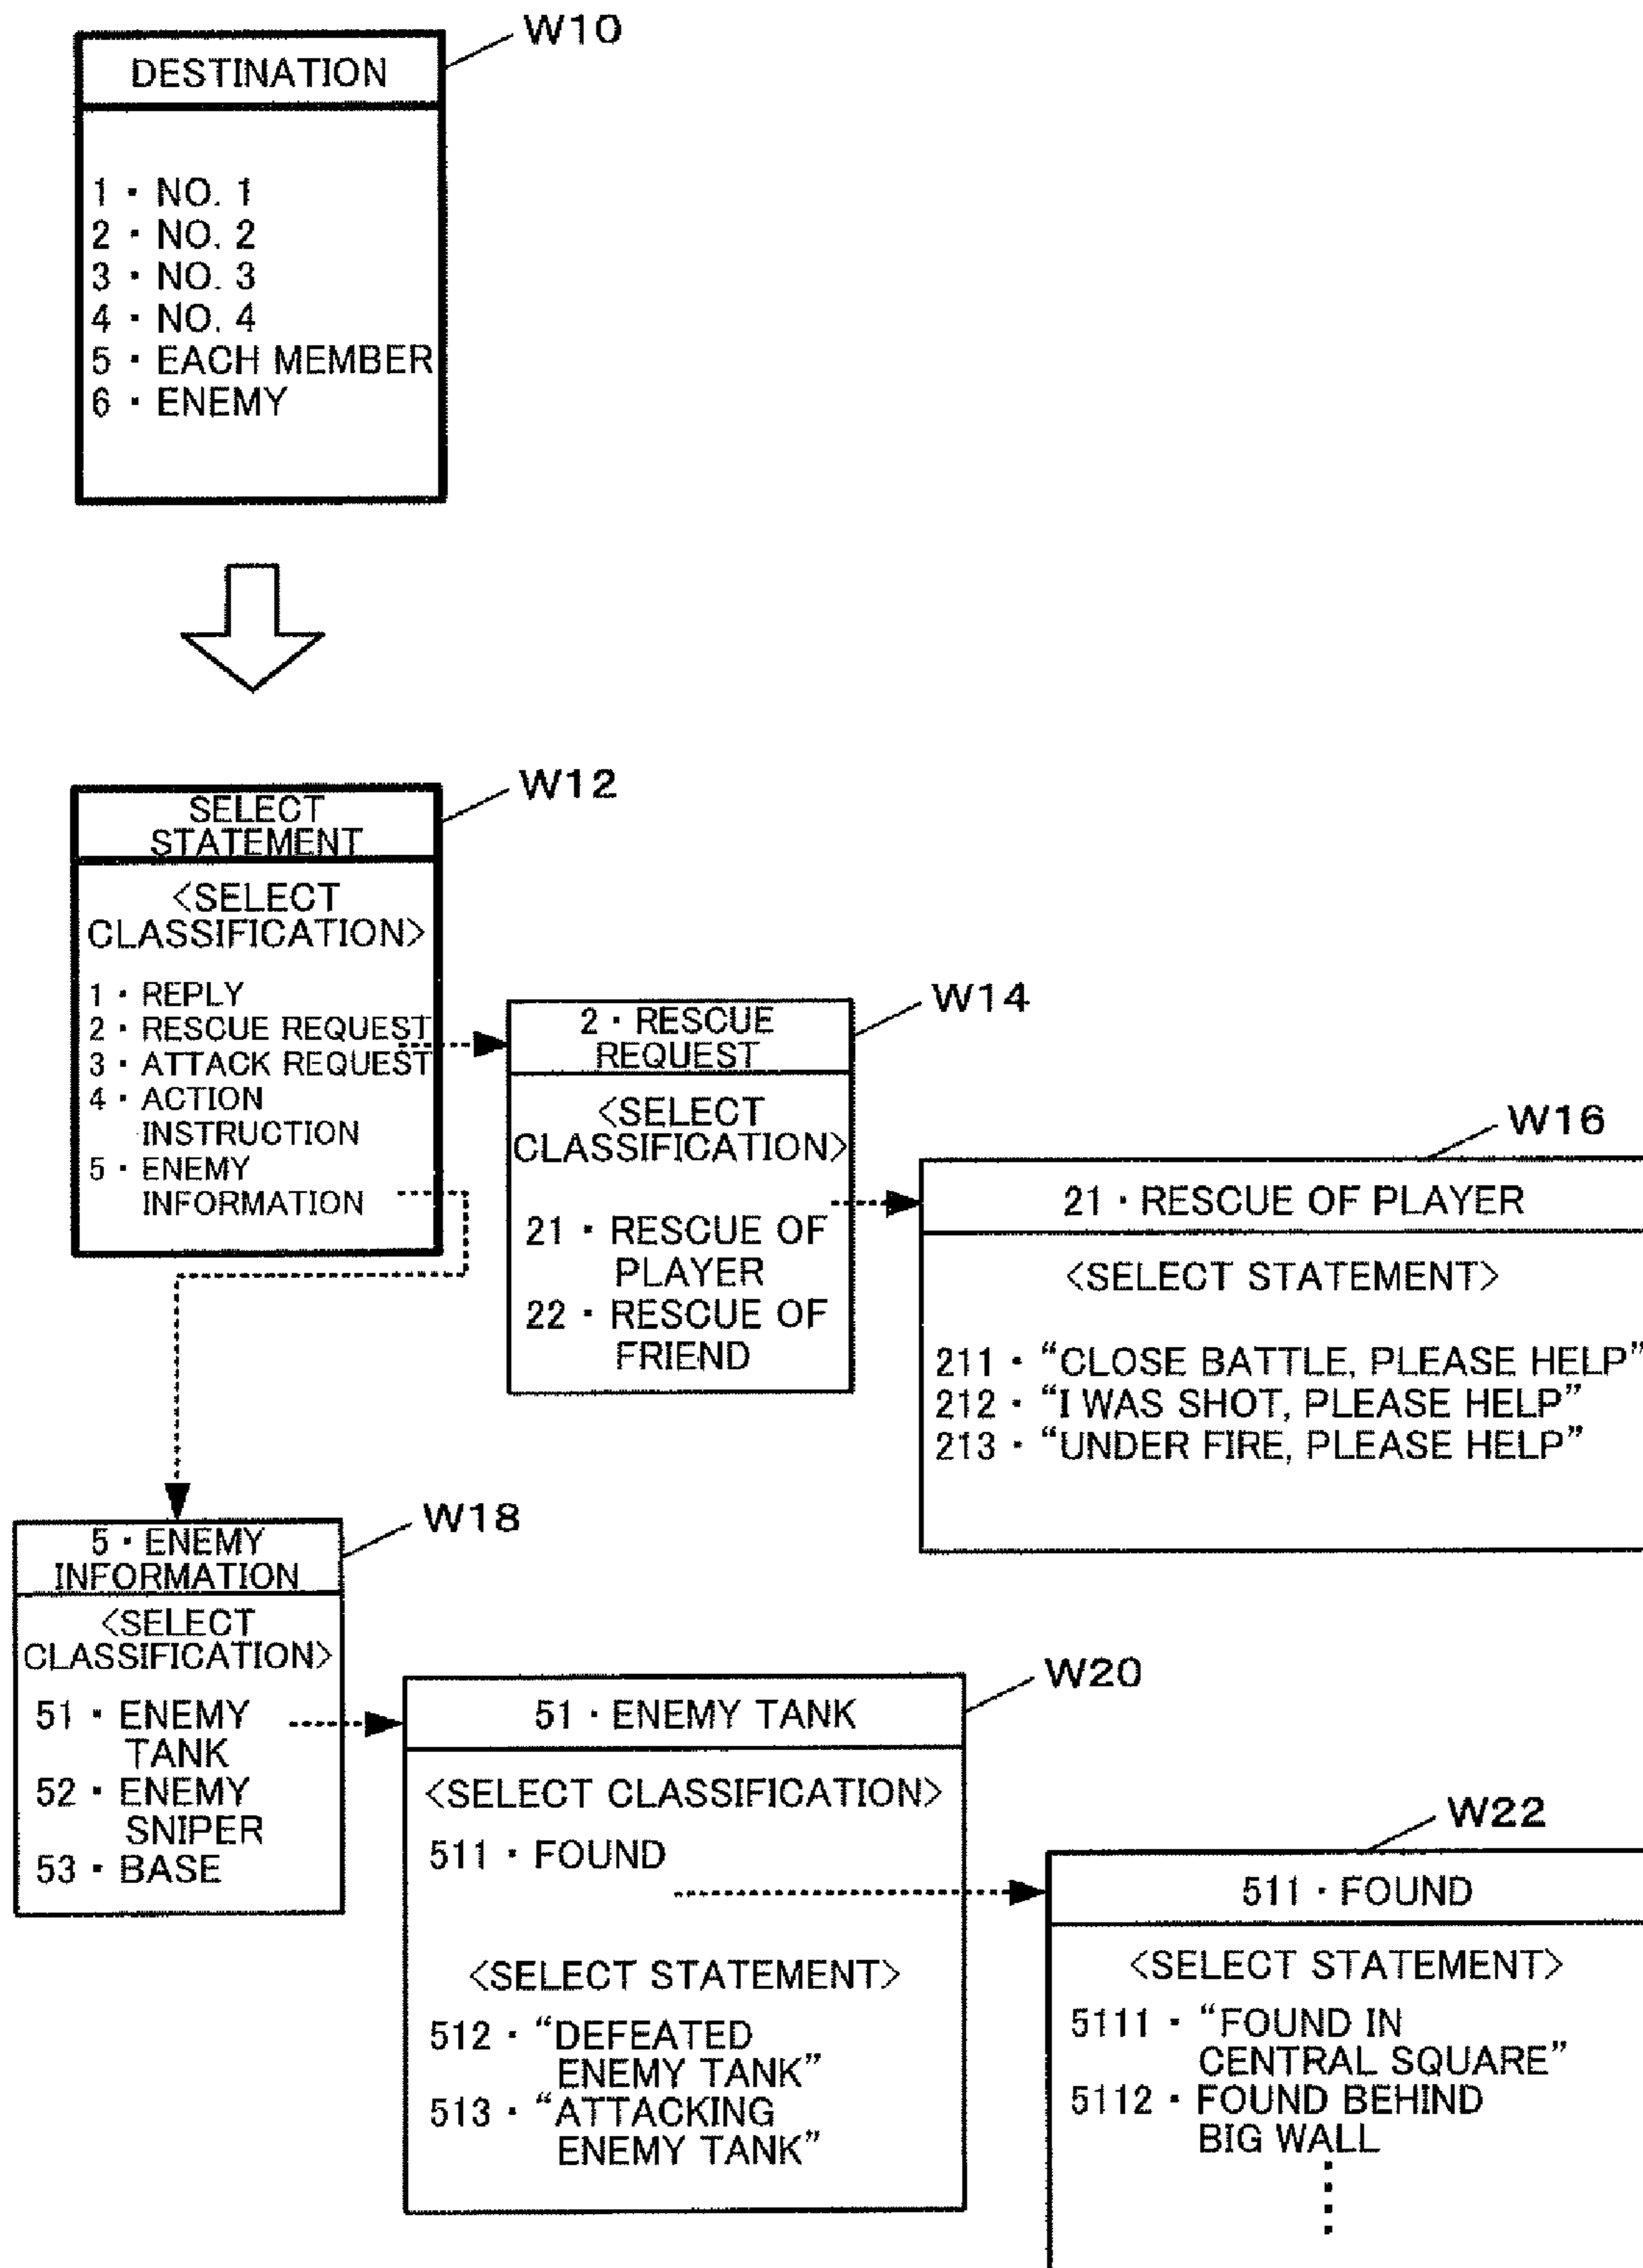 W10
DESTINATION
1・NO. 1
2・NO. 2
3・NO. 3
4・NO. 4
5・EACH MEMBER
6・ENEMY
W12
SELECT
STATEMENT
<SELECT
CLASSIFICATION>
1・REPLY
2・RESCUE REQUEST
3・ATTACK REQUEST
4・ACTION
INSTRUCTION
5・ENEMY
INFORMATION
W14
2・RESCUE
REQUEST
<SELECT
CLASSIFICATION>
21・RESCUE OF
PLAYER
22・RESCUE OF
FRIEND
W16
21・RESCUE OF PLAYER
<SELECT STATEMENT>
211・“CLOSE BATTLE, PLEASE HELP”
212・“I WAS SHOT, PLEASE HELP”
213・“UNDER FIRE, PLEASE HELP”
W18
5・ENEMY
INFORMATION
<SELECT
CLASSIFICATION>
51・ENEMY
TANK
52・ENEMY
SNIPER
53・BASE
W20
51・ENEMY TANK
<SELECT CLASSIFICATION>
511・FOUND
<SELECT STATEMENT>
512・“DEFEATED
ENEMY TANK”
513・“ATTACKING
ENEMY TANK”
W22
511・FOUND
<SELECT STATEMENT>
5111・“FOUND IN
CENTRAL SQUARE”
5112・FOUND BEHIND
BIG WALL